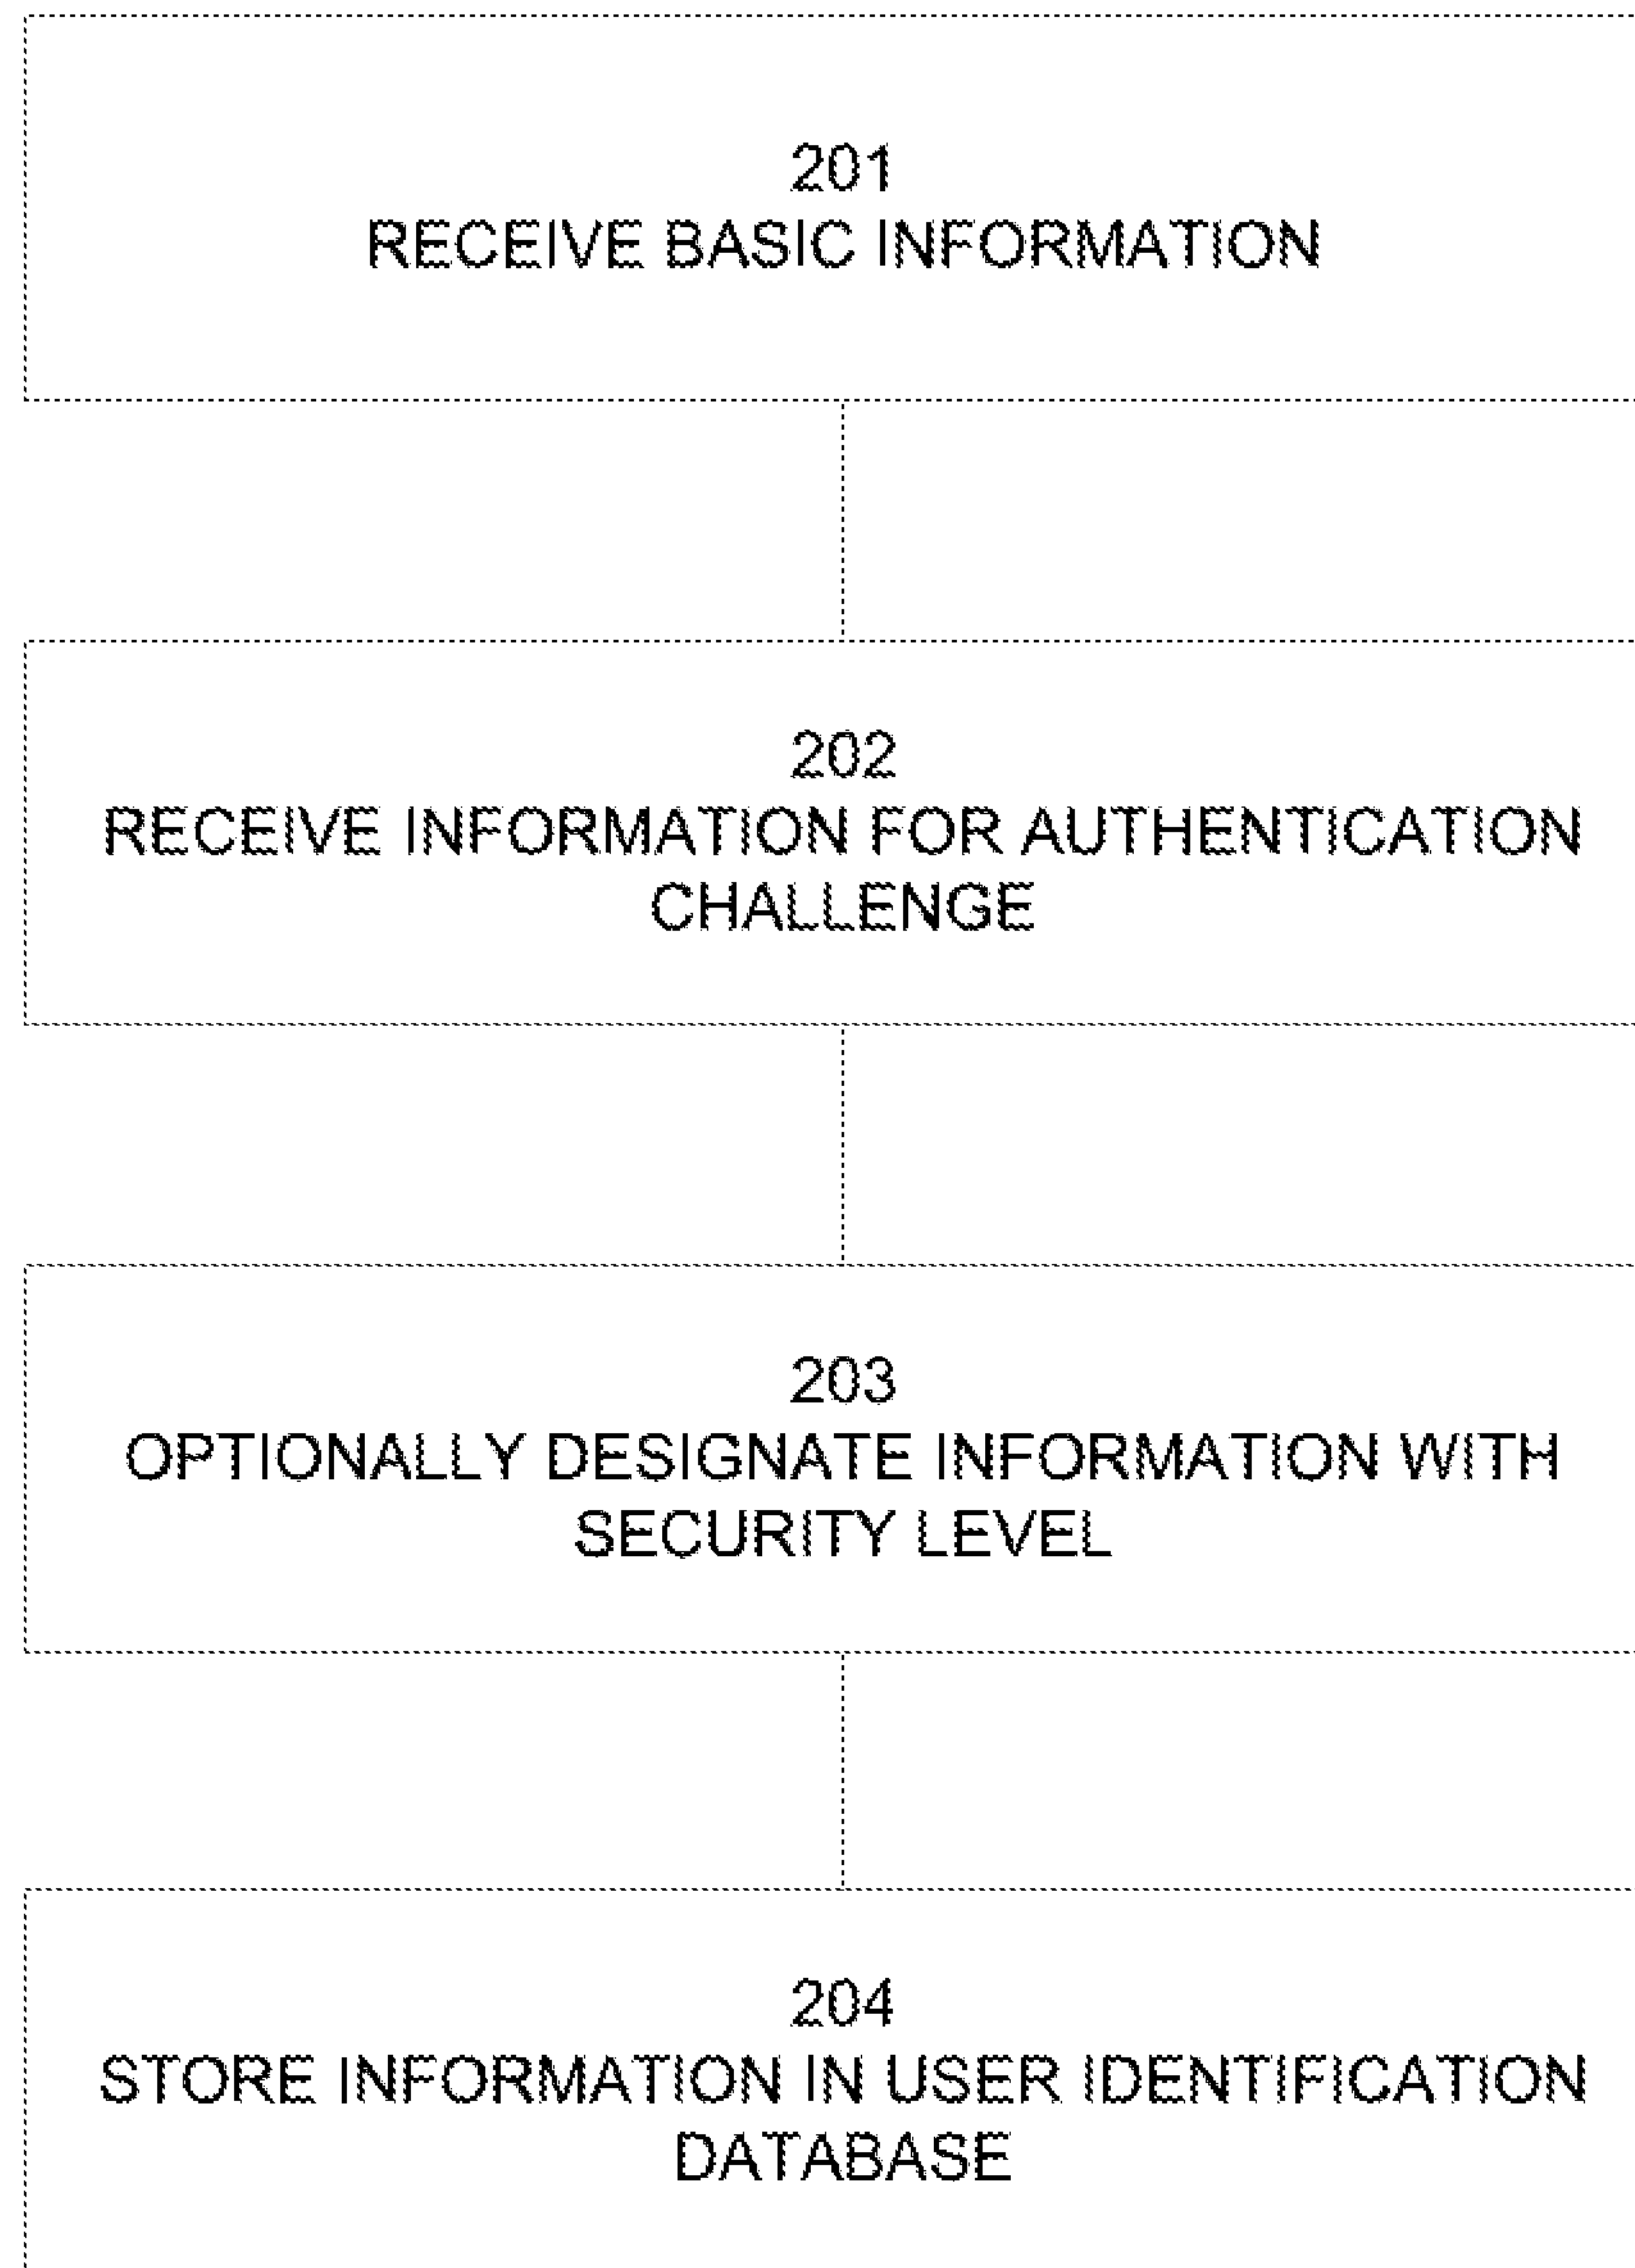 201
RECEIVE BASIC INFORMATION
202
RECEIVE INFORMATION FOR AUTHENTICATION
CHALLENGE
203
OPTIONALLY DESIGNATE INFORMATION WITH
SECURITY LEVEL
204
STORE INFORMATION IN USER IDENTIFICATION
DATABASE